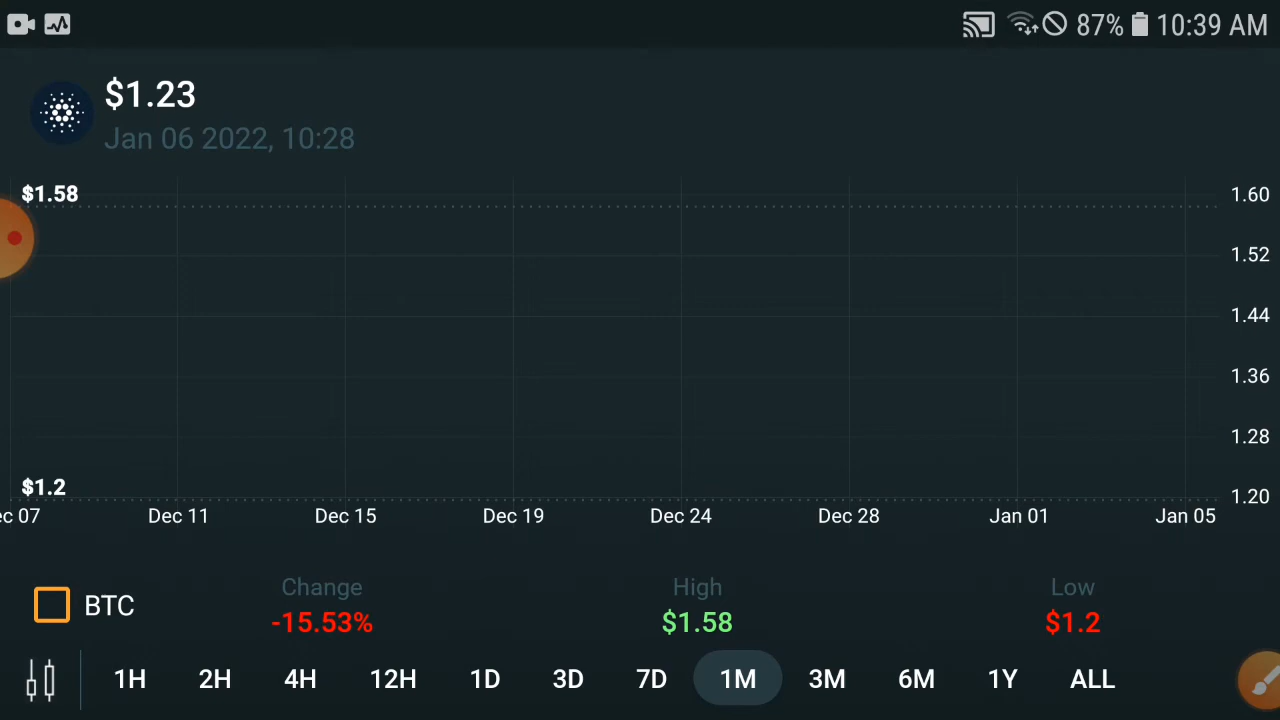 87% 10:39 AM
$1.23
Jan 06 2022, 10:28
$1.58 1.60
1.52
1.44
1.36
1.28
$1.2 1.20
ec 07 Dec 11 Dec 15 Dec 19 Dec 24 Dec 28 Jan 01 Jan 05
Change High Low
BTC -15.53% $1.58 $1.2
1H 2H 4H 12H 1D 3D 7D 1M 3M 6M 1Y ALL